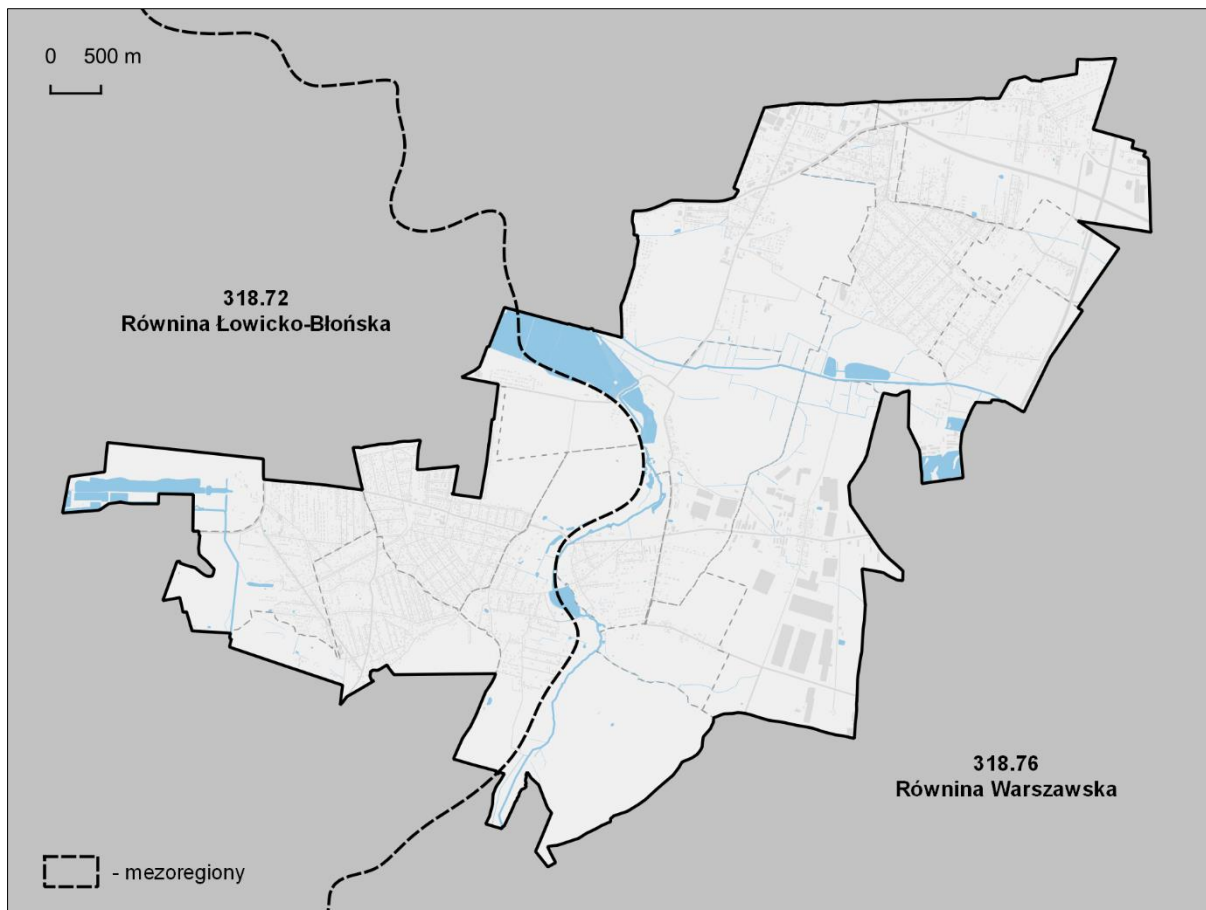 0 500 m
318.72
Równina Łowicko-Błońska
318.76
Równina Warszawska
- mezoregiony